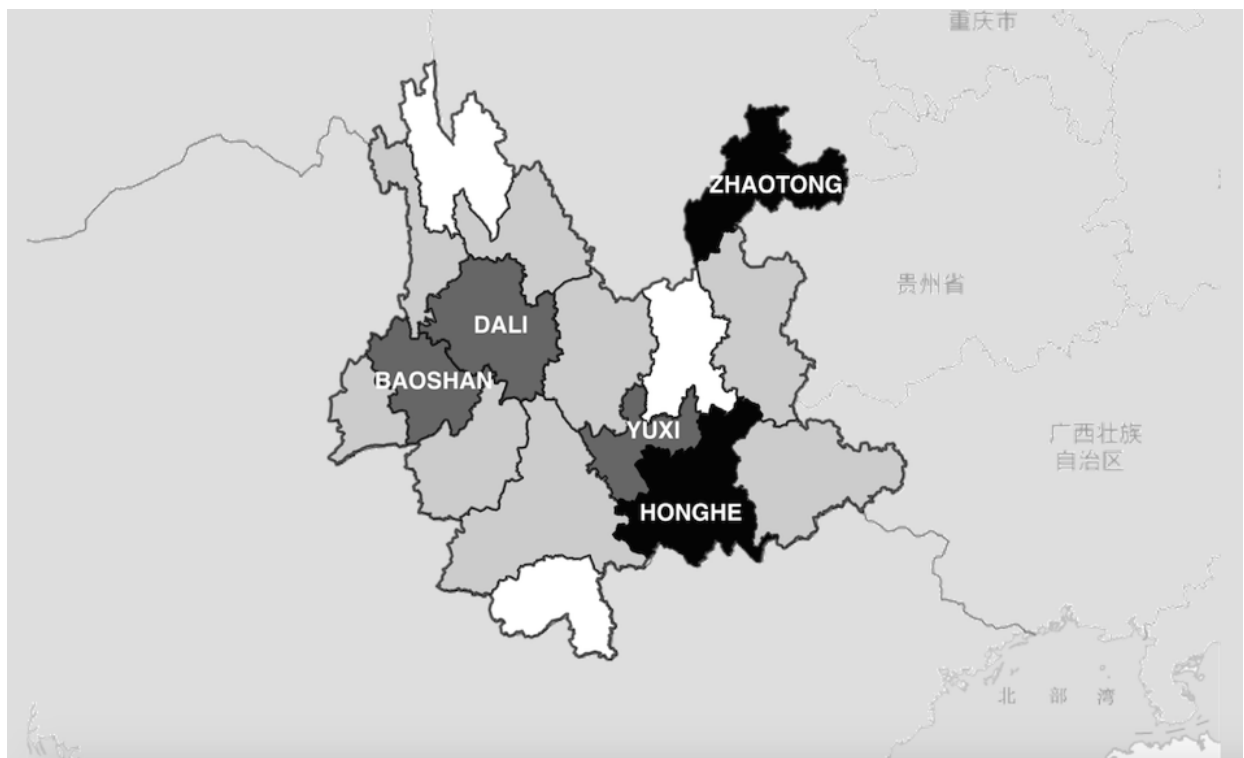 重庆市
ZHAOTONG
贵州省
DALI
BAOSHAN
YUXI
广西壮族
自治区
HONGHE
北 部 湾